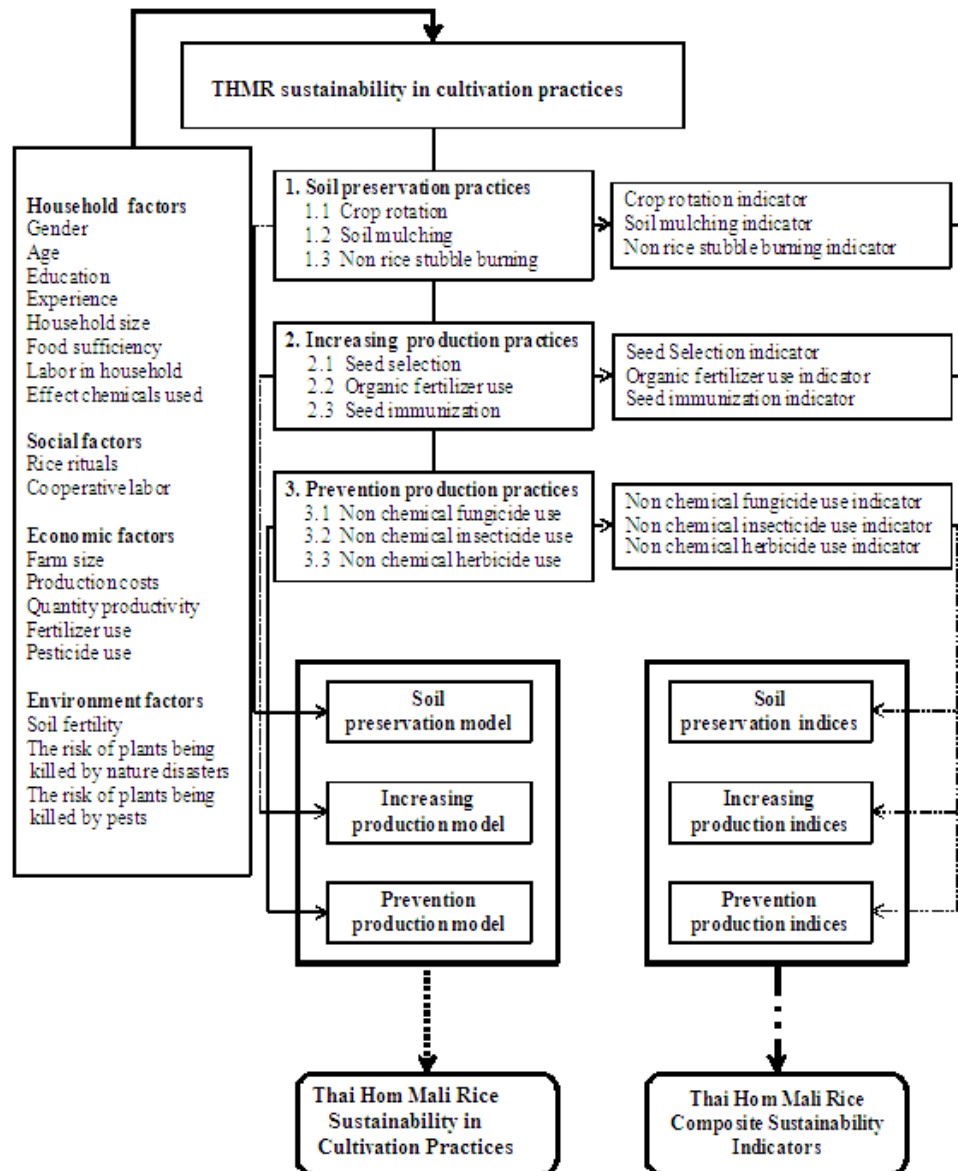 THMR sustainability in cultivation practices
Household factors
Gender
Age
Education
Experience
Household size
Food sufficiency
Labor in household
Effect chemicals used
Social factors
Rice rituals
Cooperative labor
Economic factors
Farm size
Production costs
Quantity productivity
Fertilizer use
Pesticide use
Environment factors
Soil fertility
The risk of plants being
killed by nature disasters
The risk of plants being
killed by pests
1. Soil preservation practices
1.1 Crop rotation
1.2 Soil mulching
1.3 Non rice stubble burning
Crop rotation indicator
Soil mulching indicator
Non rice stubble burning indicator
2. Increasing production practices
2.1 Seed selection
2.2 Organic fertilizer use
2.3 Seed immunization
Seed Selection indicator
Organic fertilizer use indicator
Seed immunization indicator
3. Prevention production practices
3.1 Non chemical fungicide use
3.2 Non chemical insecticide use
3.3 Non chemical herbicide use
Non chemical fungicide use indicator
Non chemical insecticide use indicator
Non chemical herbicide use indicator
Soil
preservation model
Increasing
production model
Prevention
production model
Soil
preservation indices
Increasing
production indices
Prevention
production indices
Thai Hom Mali Rice
Sustainability in
Cultivation Practices
Thai Hom Mali Rice
Composite Sustainability
Indicators